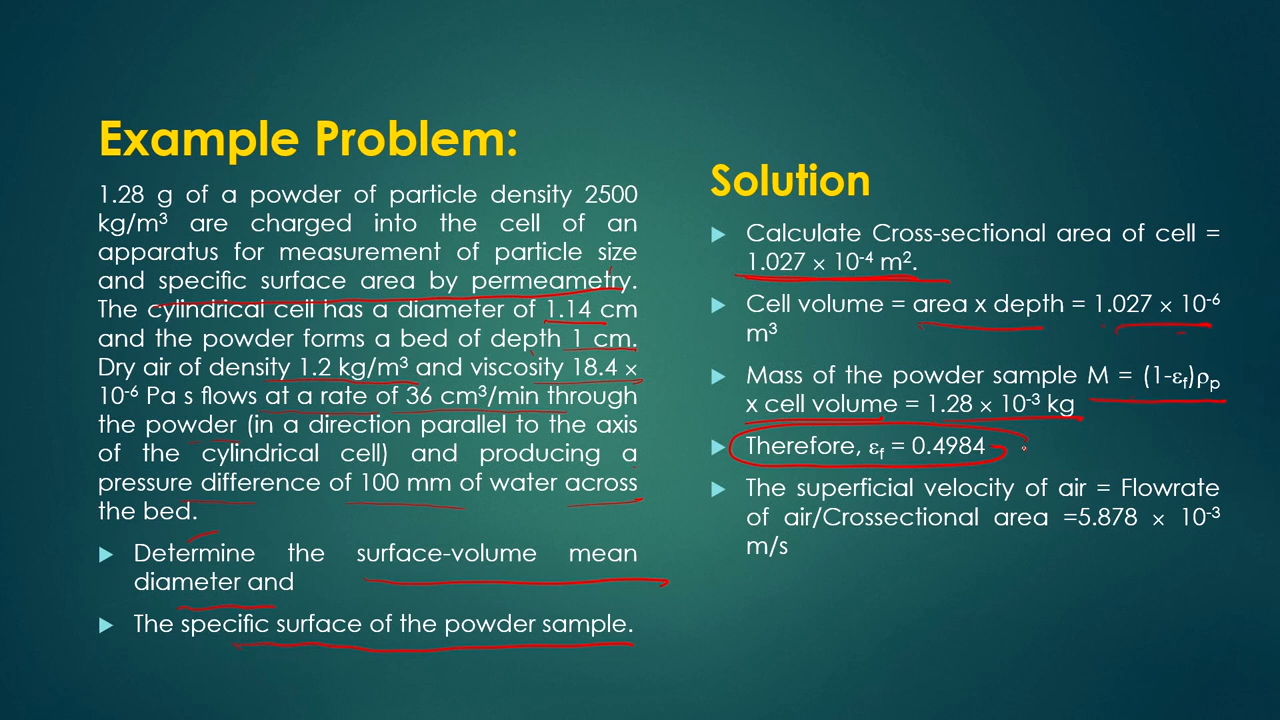 Example Problem:
1.28 g of a powder of particle density 2500
kg/m³ are charged into the cell of an
apparatus for measurement of particle size
and specific surface area by permeametry.
The cylindrical cell has a diameter of 1.14 cm
and the powder forms a bed of depth 1 cm.
Dry air of density 1.2 kg/m³ and viscosity 18.4 ×
10⁻⁶ Pa s flows at a rate of 36 cm³/min through
the powder (in a direction parallel to the axis
of the cylindrical cell) and producing a
pressure difference of 100 mm of water across
the bed.
Determine the surface-volume mean
diameter and
The specific surface of the powder sample.
Solution
Calculate Cross-sectional area of cell =
1.027 × 10⁻⁴ m².
Cell volume = area x depth = 1.027 × 10⁻⁶
m³
Mass of the powder sample M = (1-εf)ρp
x cell volume = 1.28 × 10⁻³ kg
Therefore, εf = 0.4984
The superficial velocity of air = Flowrate
of air/Crossectional area =5.878 × 10⁻³
m/s